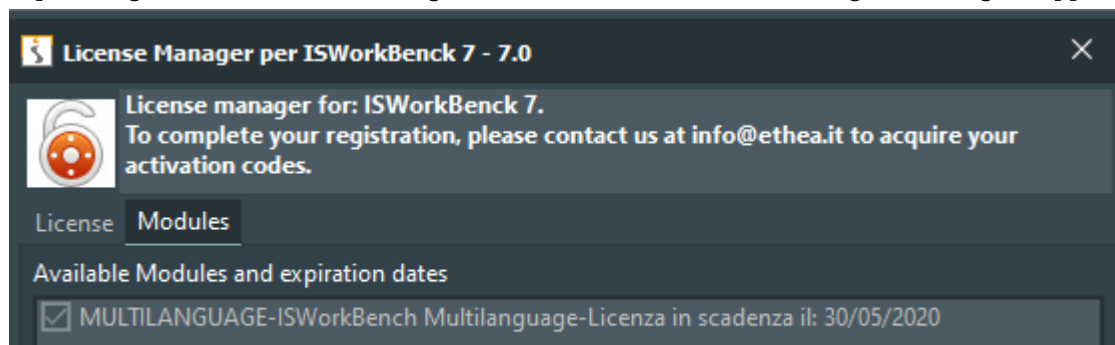 License Manager per ISWorkBenck 7 - 7.0
License manager for: ISWorkBenck 7.
To complete your registration, please contact us at info@ethea.it to acquire your
activation codes.
License Modules
Available Modules and expiration dates
MULTILANGUAGE-ISWorkBench Multilanguage-Licenza in scadenza il: 30/05/2020